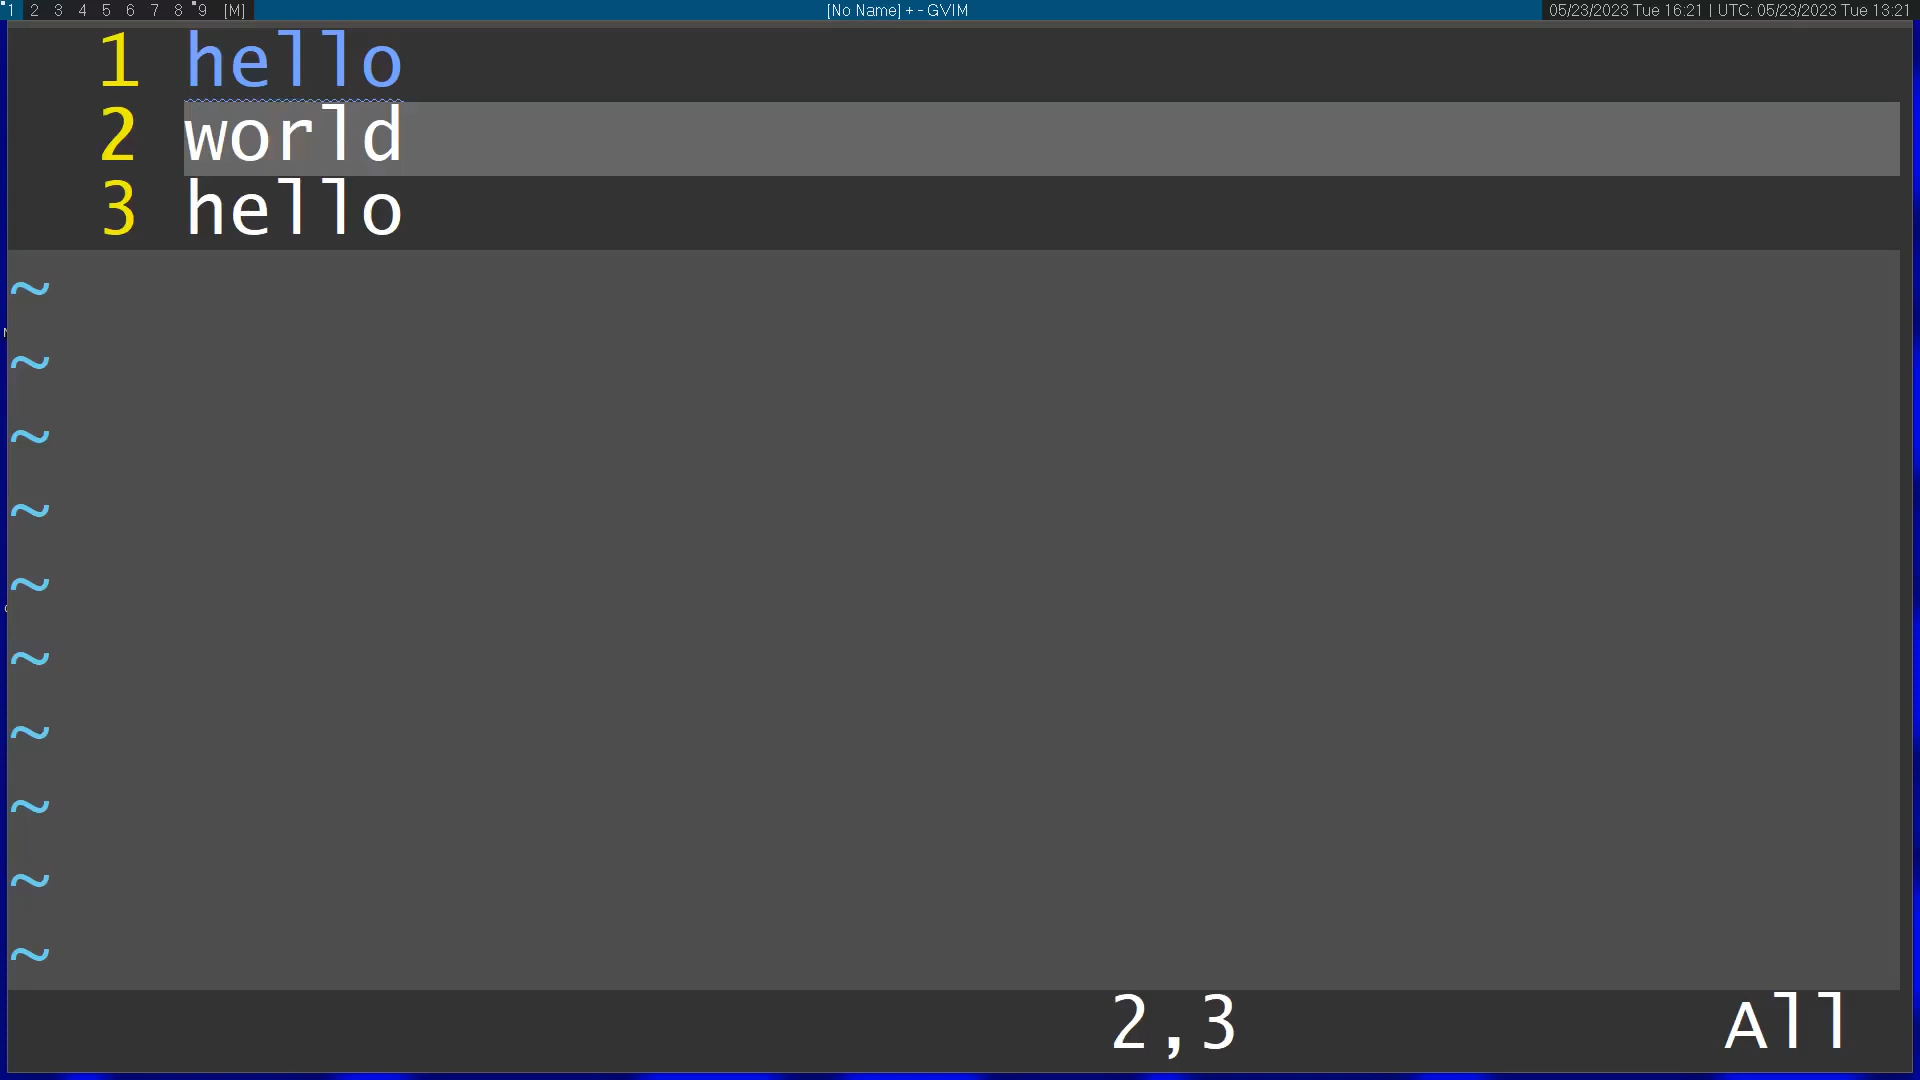 1 2 3 4 5 6 7 8 9 [M] [No Name] + - GVIM 05/23/2023 Tue 16:21 | UTC: 05/23/2023 Tue 13:21
1 hello
2 world
3 hello
~
~
~
~
~
~
~
~
~
~
2,3 All